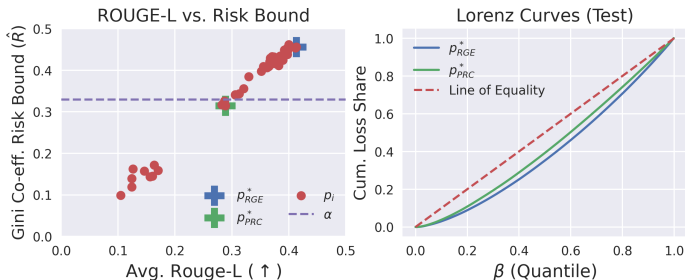 ROUGE-L vs. Risk Bound
Gini Co-eff. Risk Bound (R̂)
0.5
0.4
0.3
0.2
0.1
0.0
0.0 0.1 0.2 0.3 0.4 0.5
Avg. Rouge-L (↑)
p*RGE
p*PRC
pi
α
Lorenz Curves (Test)
Cum. Loss Share
1.0
0.8
0.6
0.4
0.2
0.0
0.0 0.2 0.4 0.6 0.8 1.0
β (Quantile)
p*RGE
p*PRC
Line of Equality